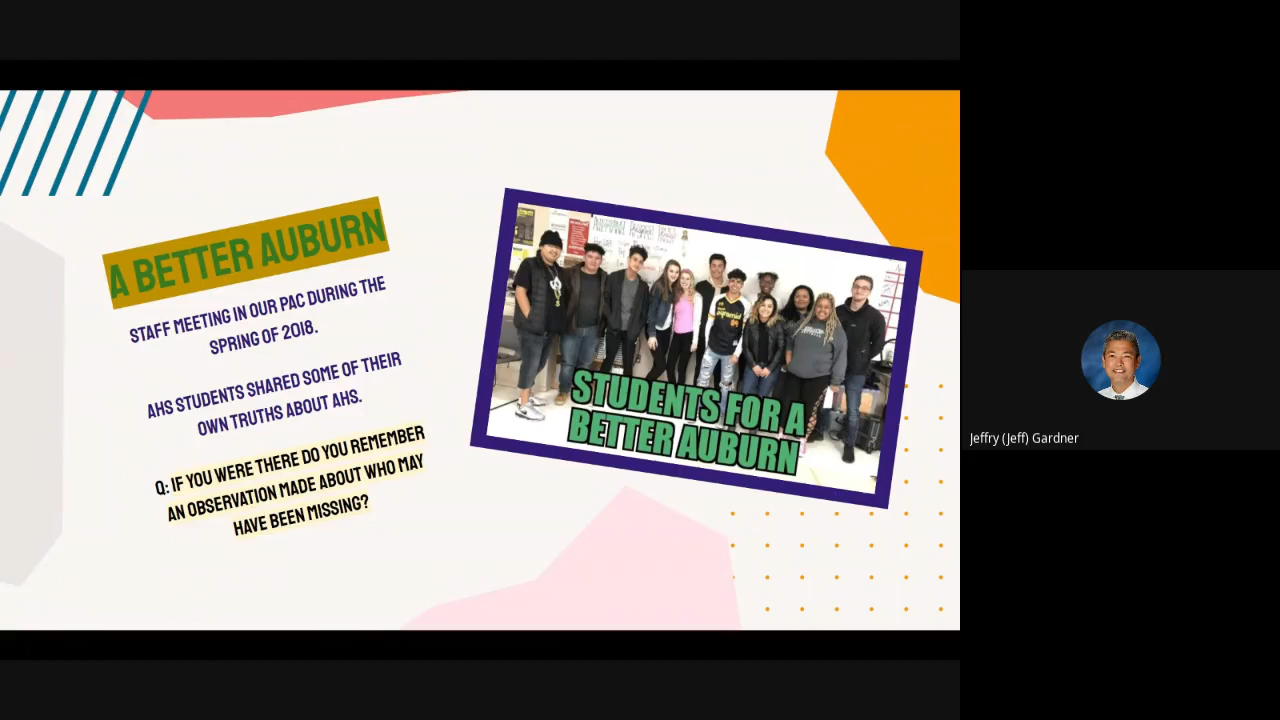 A BETTER AUBURN
STAFF MEETING IN OUR PAC DURING THE
SPRING OF 2018.
AHS STUDENTS SHARED SOME OF THEIR
OWN TRUTHS ABOUT AHS.
Q: IF YOU WERE THERE DO YOU REMEMBER
AN OBSERVATION MADE ABOUT WHO MAY
HAVE BEEN MISSING?
STUDENTS FOR A
BETTER AUBURN
Jeffry (Jeff) Gardner